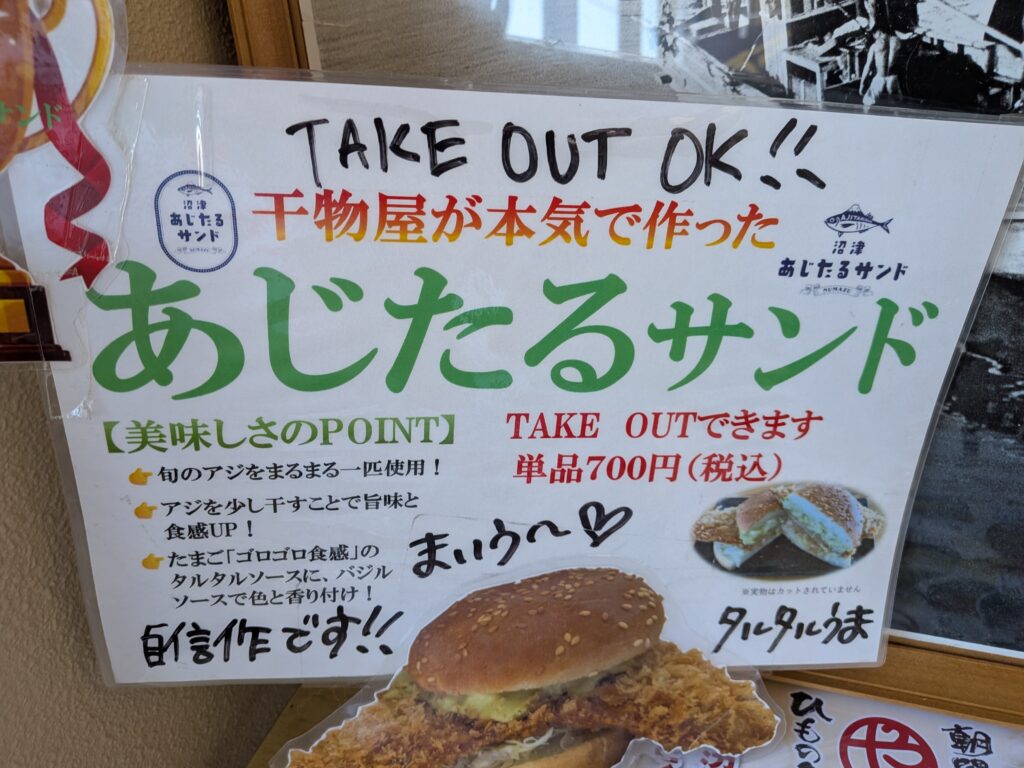 TAKE OUT OK!!
沼津
あじたる
サンド
干物屋が本気で作った
AJITARU
沼津
あじたるサンド
NUMAZU
あじたるサンド
【美味しさのPOINT】
旬のアジをまるまる一匹使用！
アジを少し干すことで旨味と
食感UP！
たまご「ゴロゴロ食感」の
タルタルソースに、バジル
ソースで色と香り付け！
自信作です!!
TAKE OUTできます
単品700円(税込)
まいう〜♡
※実物はカットされていません
タルタルうま
ンド
沼
ひもの
朝